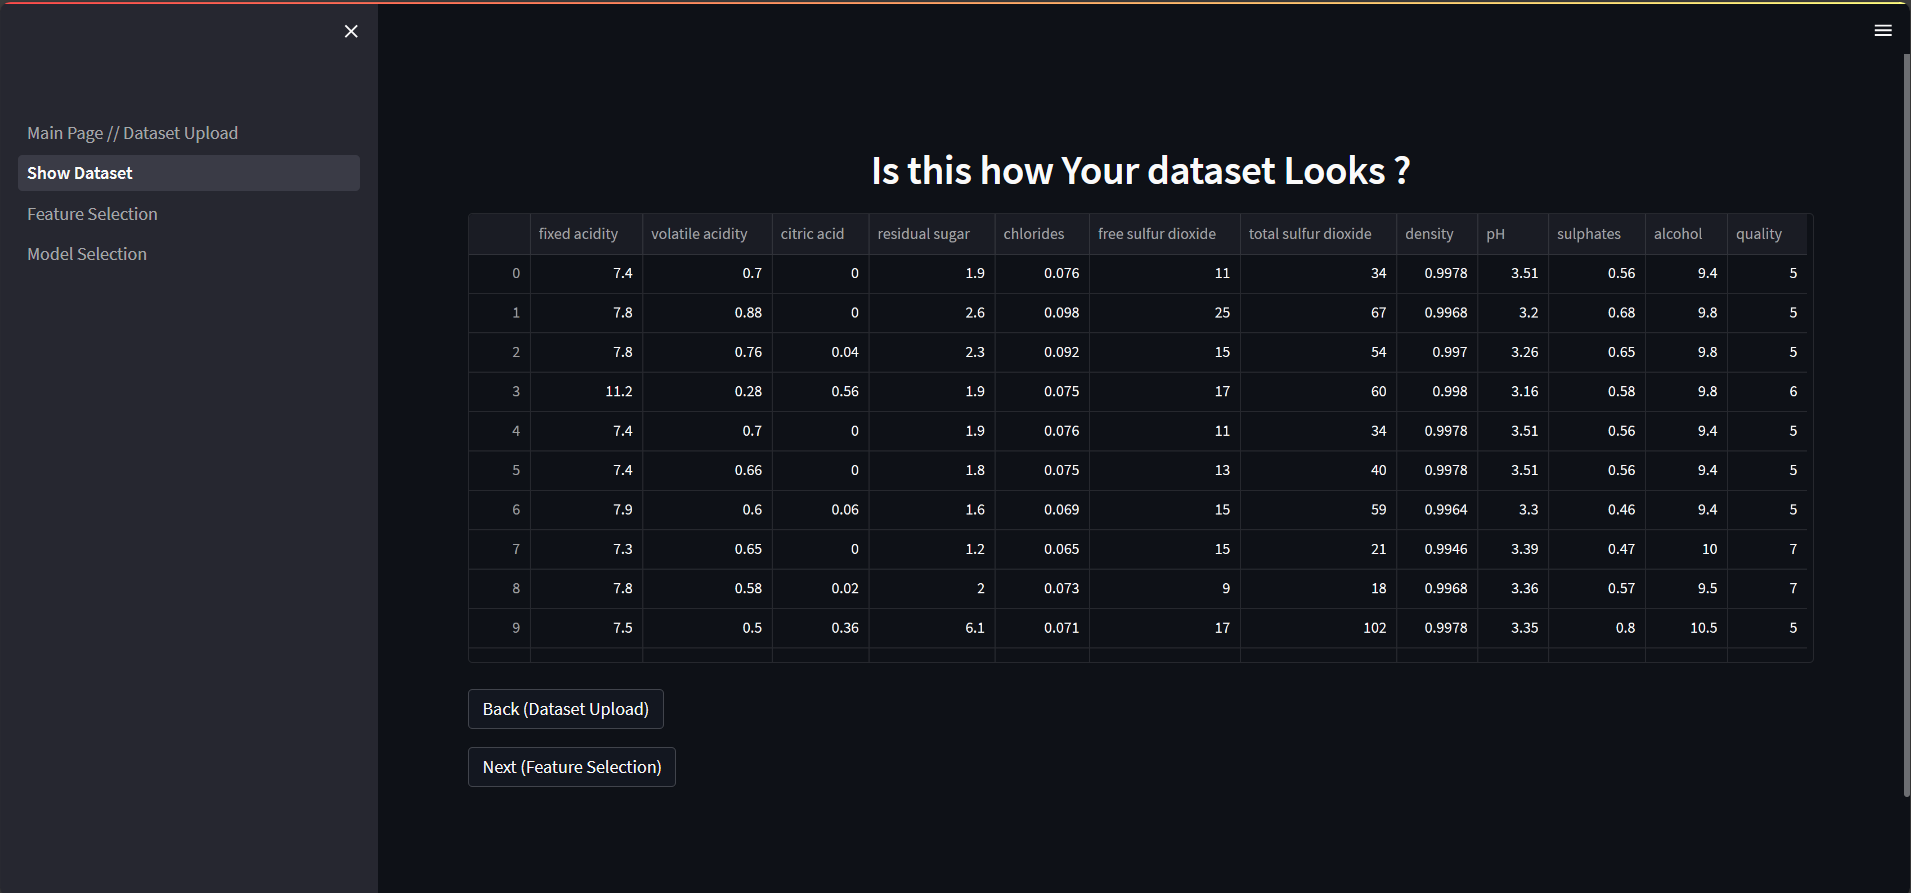 Main Page // Dataset Upload
Show Dataset
Feature Selection
Model Selection
Is this how Your dataset Looks ?
fixed acidity volatile acidity citric acid residual sugar chlorides free sulfur dioxide total sulfur dioxide density pH sulphates alcohol quality
0 7.4 0.7 0 1.9 0.076 11 34 0.9978 3.51 0.56 9.4 5
1 7.8 0.88 0 2.6 0.098 25 67 0.9968 3.2 0.68 9.8 5
2 7.8 0.76 0.04 2.3 0.092 15 54 0.997 3.26 0.65 9.8 5
3 11.2 0.28 0.56 1.9 0.075 17 60 0.998 3.16 0.58 9.8 6
4 7.4 0.7 0 1.9 0.076 11 34 0.9978 3.51 0.56 9.4 5
5 7.4 0.66 0 1.8 0.075 13 40 0.9978 3.51 0.56 9.4 5
6 7.9 0.6 0.06 1.6 0.069 15 59 0.9964 3.3 0.46 9.4 5
7 7.3 0.65 0 1.2 0.065 15 21 0.9946 3.39 0.47 10 7
8 7.8 0.58 0.02 2 0.073 9 18 0.9968 3.36 0.57 9.5 7
9 7.5 0.5 0.36 6.1 0.071 17 102 0.9978 3.35 0.8 10.5 5
Back (Dataset Upload)
Next (Feature Selection)